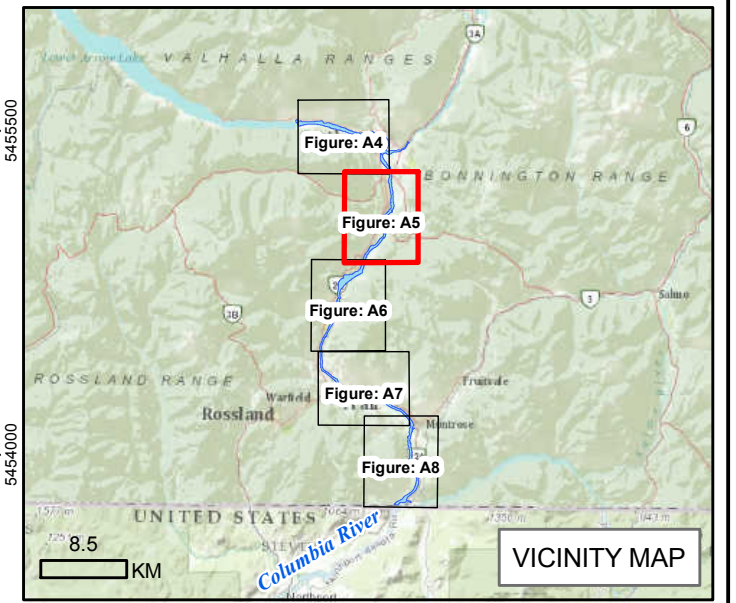 3A
Lower Arrow Lake
VALHALLA RANGES
5455500
6
Figure: A4
BONNINGTON RANGE
Figure: A5
Salmo
3
3B
Figure: A6
ROSSLAND RANGE
Fruitvale
Figure: A7
Warfield
Rossland
Montrose
5454000
Figure: A8
UNITED STATES
Columbia River
8.5
KM
VICINITY MAP
Northport